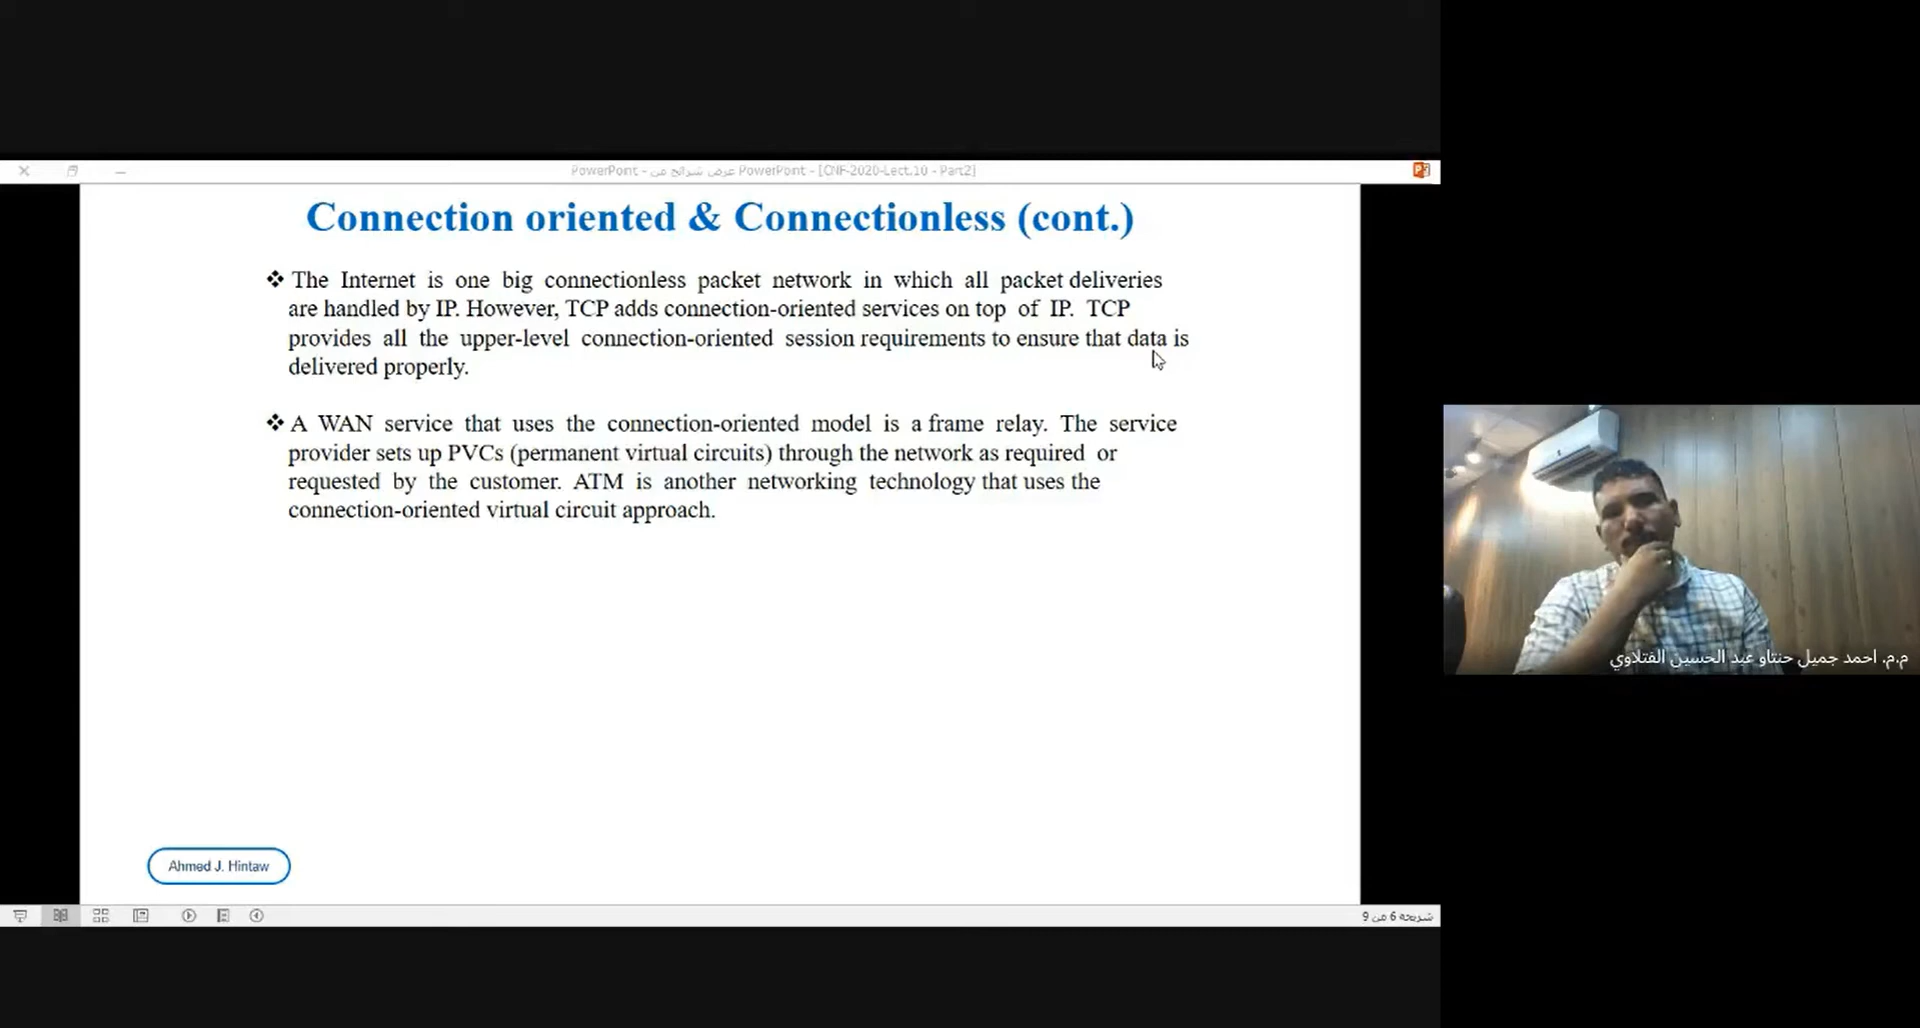 PowerPoint - عرض شرائح من PowerPoint - [CNF-2020-Lect.10 - Part2]
Connection oriented & Connectionless (cont.)
❖ The Internet is one big connectionless packet network in which all packet deliveries
are handled by IP. However, TCP adds connection-oriented services on top of IP. TCP
provides all the upper-level connection-oriented session requirements to ensure that data is
delivered properly.
❖ A WAN service that uses the connection-oriented model is a frame relay. The service
provider sets up PVCs (permanent virtual circuits) through the network as required or
requested by the customer. ATM is another networking technology that uses the
connection-oriented virtual circuit approach.
Ahmed J. Hintaw
شريحة 6 من 9
م.م. احمد جميل حنتاو عبد الحسين الفتلاوي